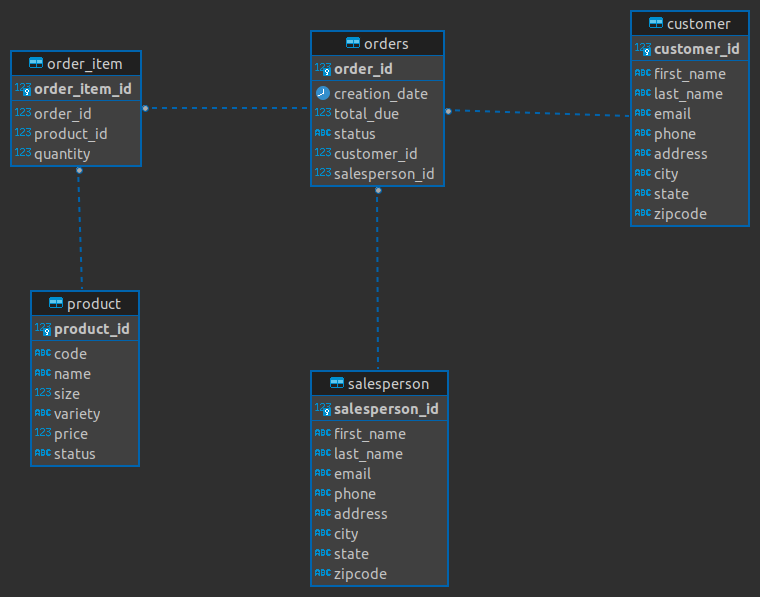 order_item
123 order_item_id
123 order_id
123 product_id
123 quantity
orders
123 order_id
creation_date
123 total_due
ABC status
123 customer_id
123 salesperson_id
customer
123 customer_id
ABC first_name
ABC last_name
ABC email
ABC phone
ABC address
ABC city
ABC state
ABC zipcode
product
123 product_id
ABC code
ABC name
123 size
ABC variety
123 price
ABC status
salesperson
123 salesperson_id
ABC first_name
ABC last_name
ABC email
ABC phone
ABC address
ABC city
ABC state
ABC zipcode